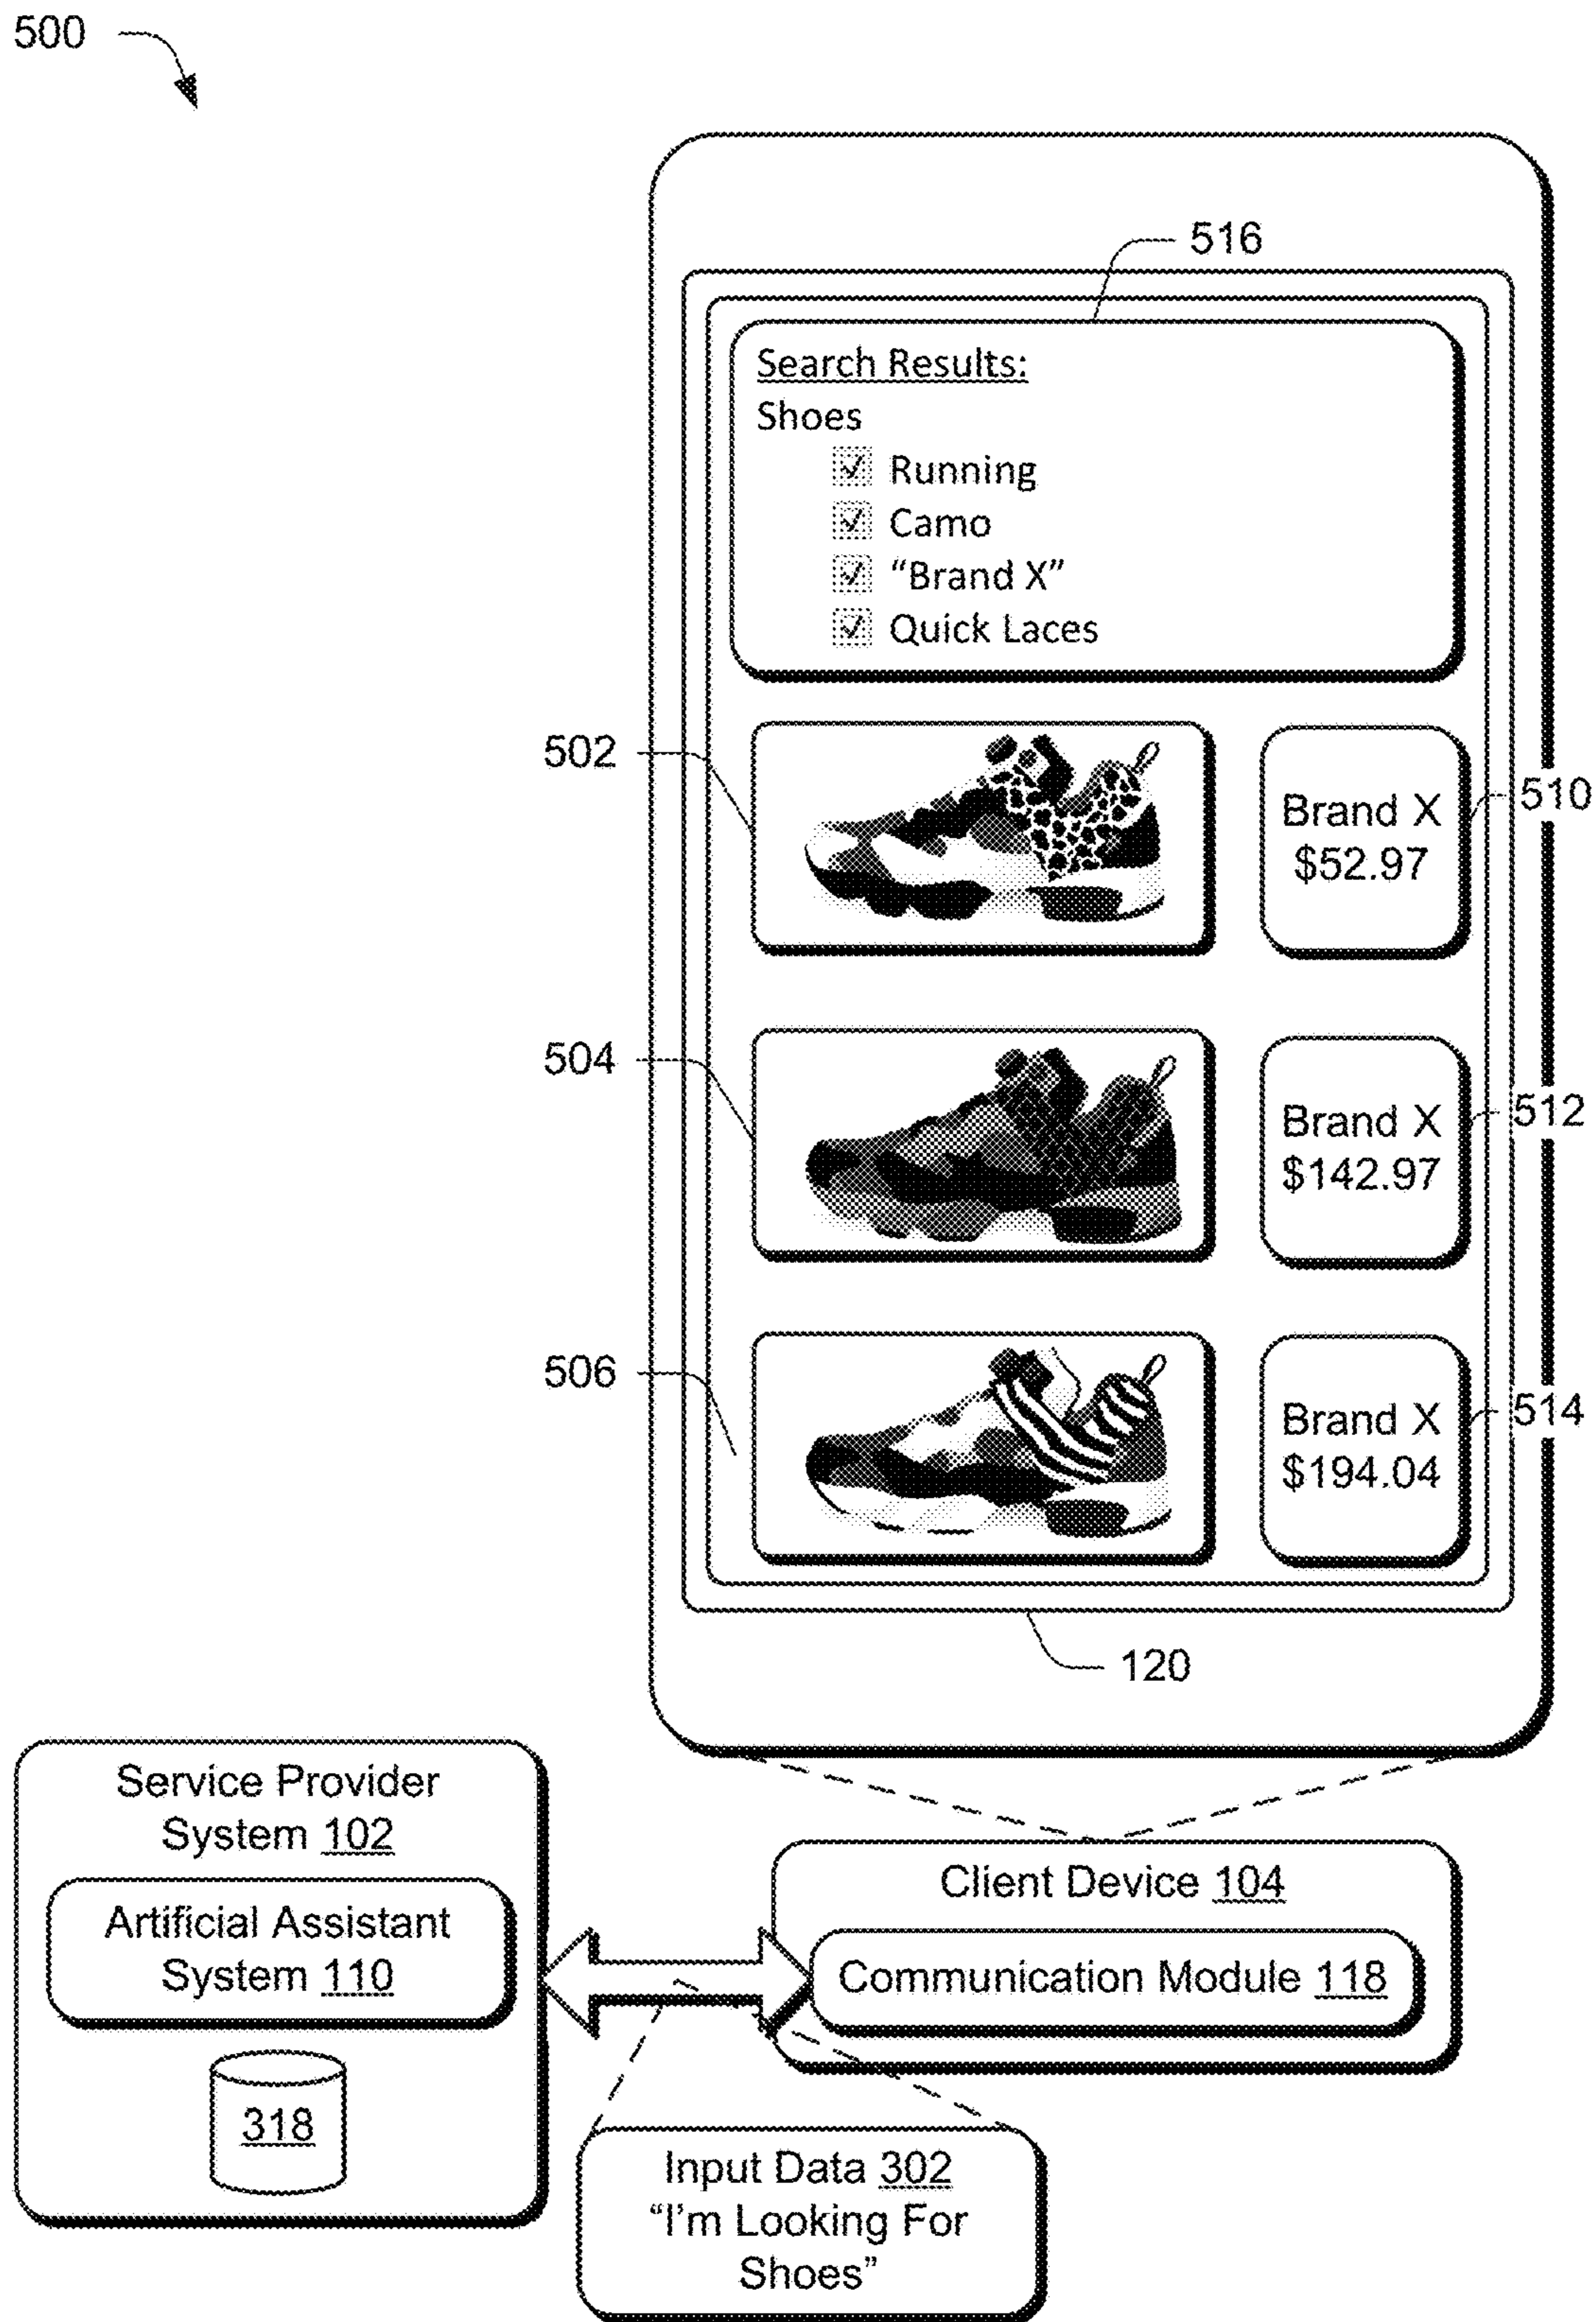 500
516
Search Results:
Shoes
Running
Camo
“Brand X”
Quick Laces
502
Brand X
$52.97
510
504
Brand X
$142.97
512
506
Brand X
$194.04
514
120
Service Provider
System 102
Artificial Assistant
System 110
318
Client Device 104
Communication Module 118
Input Data 302
“I’m Looking For
Shoes”